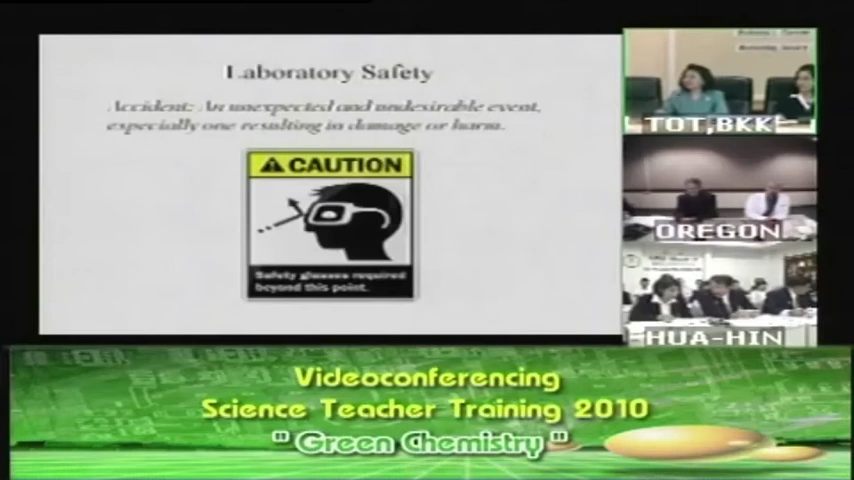 Laboratory Safety
Accident: An unexpected and undesirable event,
especially one resulting in damage or harm.
CAUTION
Safety glasses required
beyond this point.
TOT,BKK
OREGON
HUA-HIN
Videoconferencing
Science Teacher Training 2010
" Green Chemistry "